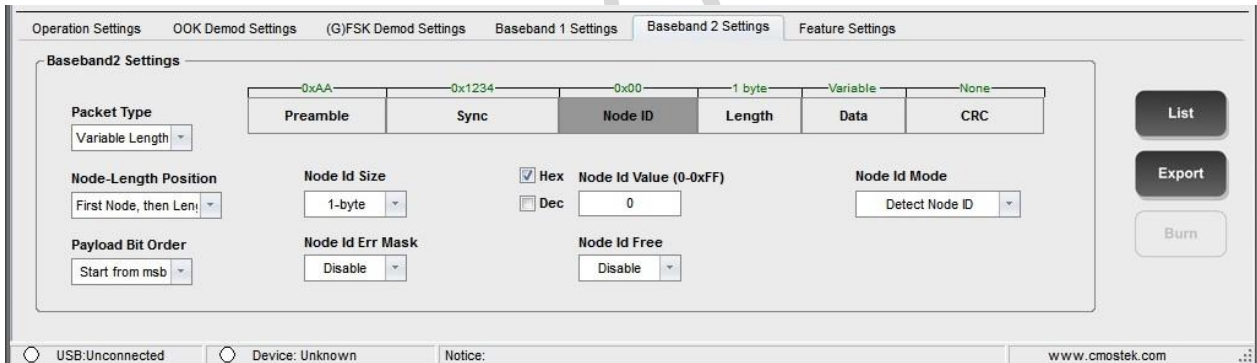 Operation Settings OOK Demod Settings (G)FSK Demod Settings Baseband 1 Settings Baseband 2 Settings Feature Settings
Baseband2 Settings
0xAA 0x1234 0x00 1 byte Variable None
Preamble Sync Node ID Length Data CRC
Packet Type
Variable Length
Node-Length Position
First Node, then Leng
Payload Bit Order
Start from msb
Node Id Size
1-byte
Node Id Err Mask
Disable
Hex
Dec
Node Id Value (0-0xFF)
0
Node Id Free
Disable
Node Id Mode
Detect Node ID
List
Export
Burn
USB:Unconnected Device: Unknown Notice: www.cmostek.com